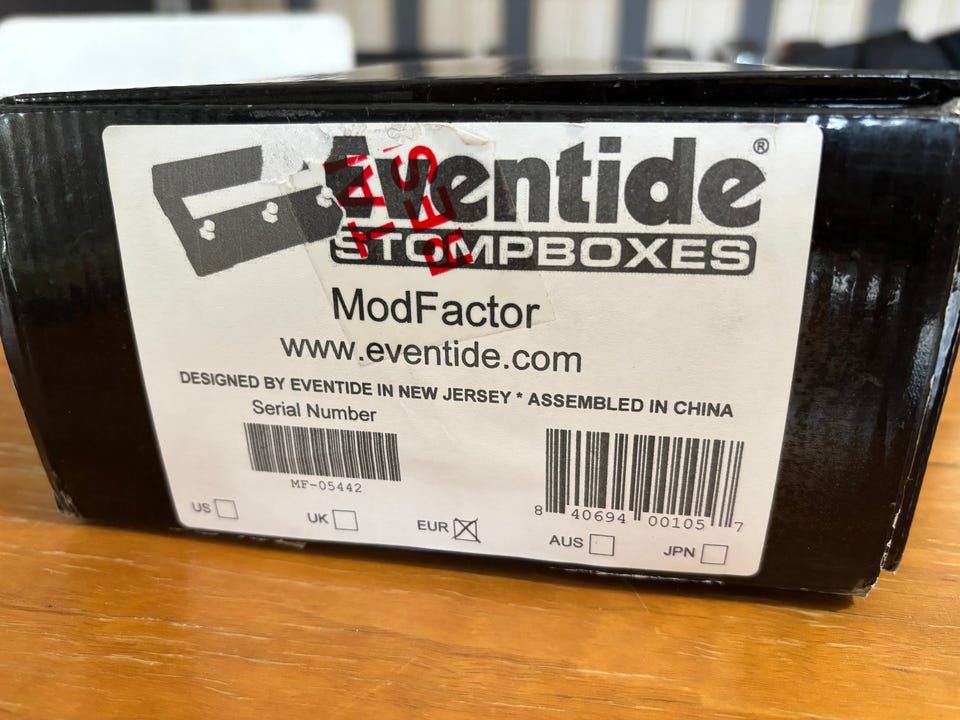 Aventide®
STOMPBOXES
ModFactor
www.eventide.com
DESIGNED BY EVENTIDE IN NEW JERSEY * ASSEMBLED IN CHINA
Serial Number
MF-05442
8 40694 00105 7
US UK EUR AUS JPN